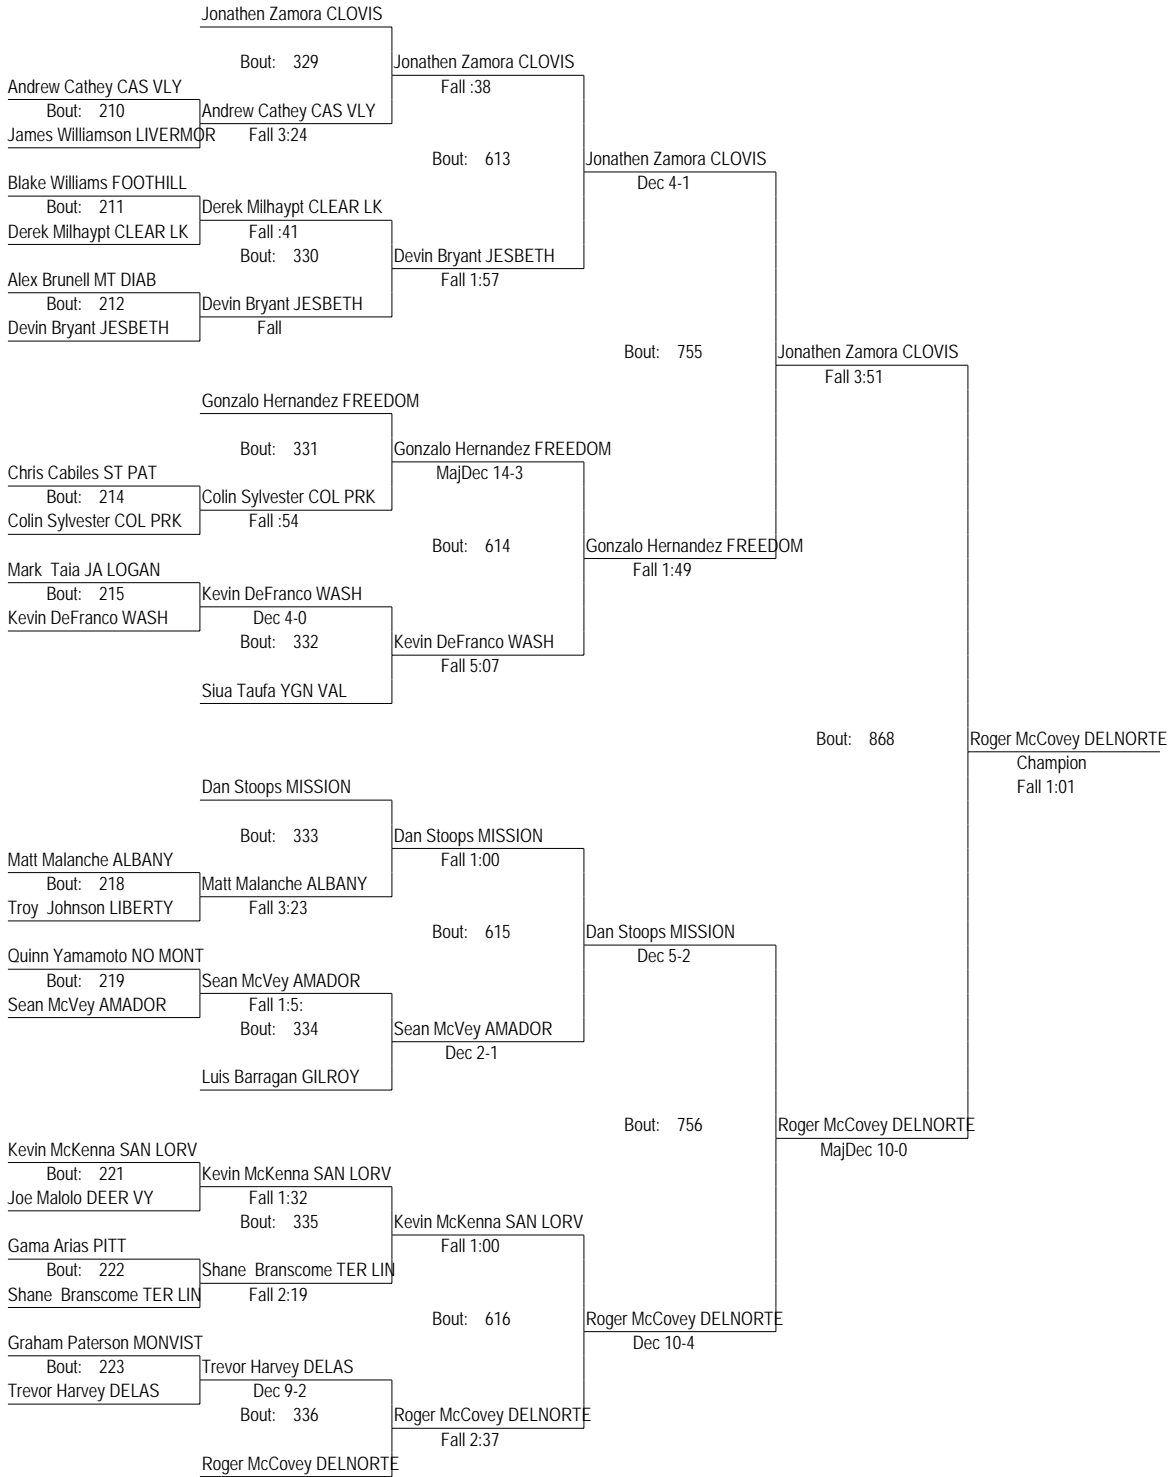 Jonathen Zamora CLOVIS
Bout: 329
Jonathen Zamora CLOVIS
Fall :38
Andrew Cathey CAS VLY
Bout: 210
Andrew Cathey CAS VLY
James Williamson LIVERMOR
Fall 3:24
Bout: 613
Jonathen Zamora CLOVIS
Dec 4-1
Blake Williams FOOTHILL
Bout: 211
Derek Milhaypt CLEAR LK
Derek Milhaypt CLEAR LK
Fall :41
Bout: 330
Devin Bryant JESBETH
Fall 1:57
Alex Brunell MT DIAB
Bout: 212
Devin Bryant JESBETH
Devin Bryant JESBETH
Fall
Bout: 755
Jonathen Zamora CLOVIS
Fall 3:51
Gonzalo Hernandez FREEDOM
Bout: 331
Gonzalo Hernandez FREEDOM
MajDec 14-3
Chris Cabiles ST PAT
Bout: 214
Colin Sylvester COL PRK
Colin Sylvester COL PRK
Fall :54
Bout: 614
Gonzalo Hernandez FREEDOM
Fall 1:49
Mark Taia JA LOGAN
Bout: 215
Kevin DeFranco WASH
Kevin DeFranco WASH
Dec 4-0
Bout: 332
Kevin DeFranco WASH
Fall 5:07
Siua Taufa YGN VAL
Bout: 868
Roger McCovey DELNORTE
Champion
Fall 1:01
Dan Stoops MISSION
Bout: 333
Dan Stoops MISSION
Fall 1:00
Matt Malanche ALBANY
Bout: 218
Matt Malanche ALBANY
Troy Johnson LIBERTY
Fall 3:23
Bout: 615
Dan Stoops MISSION
Dec 5-2
Quinn Yamamoto NO MONT
Bout: 219
Sean McVey AMADOR
Sean McVey AMADOR
Fall 1:5:
Bout: 334
Sean McVey AMADOR
Dec 2-1
Luis Barragan GILROY
Bout: 756
Roger McCovey DELNORTE
MajDec 10-0
Kevin McKenna SAN LORV
Bout: 221
Kevin McKenna SAN LORV
Joe Malolo DEER VY
Fall 1:32
Bout: 335
Kevin McKenna SAN LORV
Fall 1:00
Gama Arias PITT
Bout: 222
Shane Branscome TER LIN
Shane Branscome TER LIN
Fall 2:19
Bout: 616
Roger McCovey DELNORTE
Dec 10-4
Graham Paterson MONVIST
Bout: 223
Trevor Harvey DELAS
Trevor Harvey DELAS
Dec 9-2
Bout: 336
Roger McCovey DELNORTE
Fall 2:37
Roger McCovey DELNORTE